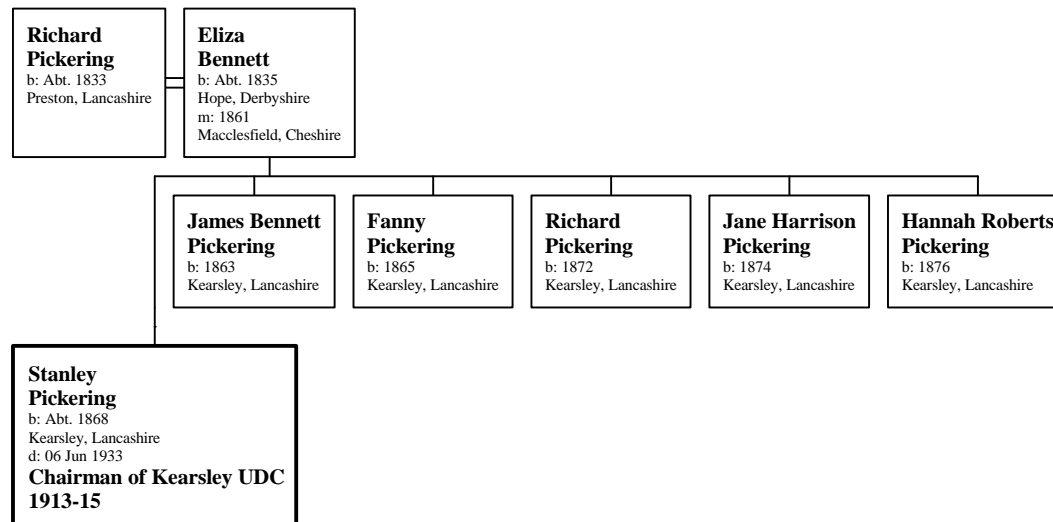 Richard
Pickering
b: Abt. 1833
Preston, Lancashire
Eliza
Bennett
b: Abt. 1835
Hope, Derbyshire
m: 1861
Macclesfield, Cheshire
James Bennett
Pickering
b: 1863
Kearsley, Lancashire
Fanny
Pickering
b: 1865
Kearsley, Lancashire
Richard
Pickering
b: 1872
Kearsley, Lancashire
Jane Harrison
Pickering
b: 1874
Kearsley, Lancashire
Hannah Roberts
Pickering
b: 1876
Kearsley, Lancashire
Stanley
Pickering
b: Abt. 1868
Kearsley, Lancashire
d: 06 Jun 1933
Chairman of Kearsley UDC
1913-15